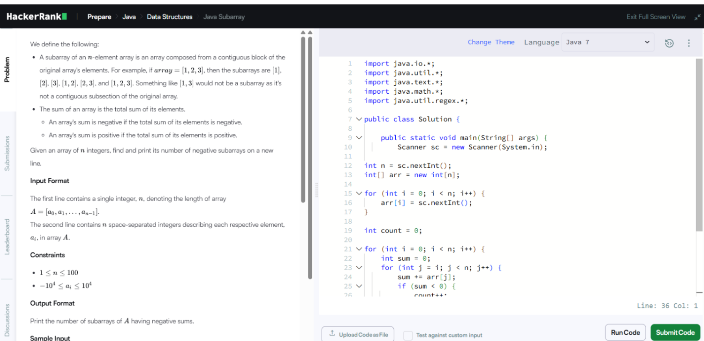 HackerRank
Prepare
Java
Data Structures
Java Subarray
Exit Full Screen View
Problem
Submissions
Leaderboard
Discussions
We define the following:
• A subarray of an n-element array is an array composed from a contiguous block of the
original array's elements. For example, if array = [1, 2, 3], then the subarrays are [1],
[2], [3], [1, 2], [2, 3], and [1, 2, 3]. Something like [1, 3] would not be a subarray as it's
not a contiguous subsection of the original array.
• The sum of an array is the total sum of its elements.
○ An array's sum is negative if the total sum of its elements is negative.
○ An array's sum is positive if the total sum of its elements is positive.
Given an array of n integers, find and print its number of negative subarrays on a new
line.
Input Format
The first line contains a single integer, n, denoting the length of array
A = [a₀, a₁, . . . , aₙ₋₁].
The second line contains n space-separated integers describing each respective element,
aᵢ, in array A.
Constraints
• 1 ≤ n ≤ 100
• −10⁴ ≤ aᵢ ≤ 10⁴
Output Format
Print the number of subarrays of A having negative sums.
Sample Input
Change Theme Language Java 7
1 import java.io.*;
2 import java.util.*;
3 import java.text.*;
4 import java.math.*;
5 import java.util.regex.*;
6
7 public class Solution {
8
9 public static void main(String[] args) {
10 Scanner sc = new Scanner(System.in);
11
12 int n = sc.nextInt();
13 int[] arr = new int[n];
14
15 for (int i = 0; i < n; i++) {
16 arr[i] = sc.nextInt();
17 }
18
19 int count = 0;
20
21 for (int i = 0; i < n; i++) {
22 int sum = 0;
23 for (int j = i; j < n; j++) {
24 sum += arr[j];
25 if (sum < 0) {
26 count++;
Line: 36 Col: 1
Upload Code as File
Test against custom input
Run Code
Submit Code